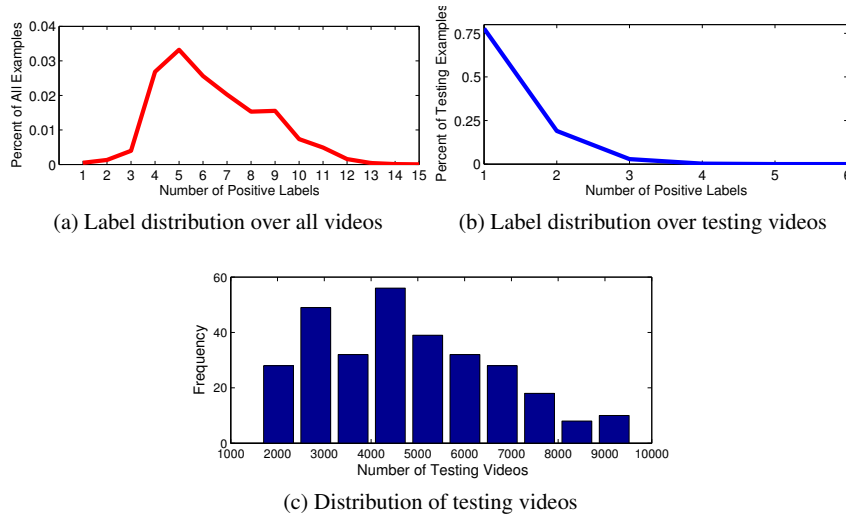 Percent of All Examples
0.04
0.03
0.02
0.01
0
1 2 3 4 5 6 7 8 9 10 11 12 13 14 15
Number of Positive Labels
(a) Label distribution over all videos
Percent of Testing Examples
0.75
0.5
0.25
0
1 2 3 4 5 6
Number of Positive Labels
(b) Label distribution over testing videos
Frequency
60
40
20
0
1000 2000 3000 4000 5000 6000 7000 8000 9000 10000
Number of Testing Videos
(c) Distribution of testing videos